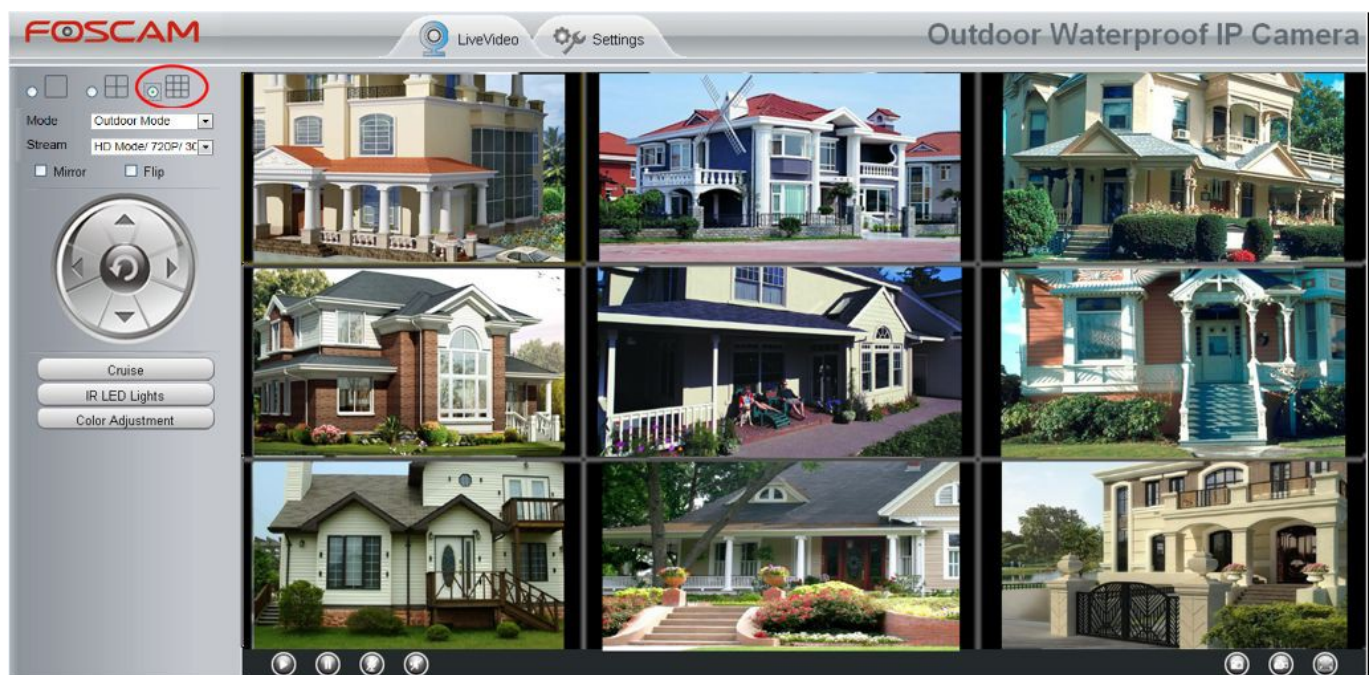 FOSCAM
LiveVideo
Settings
Outdoor Waterproof IP Camera
Mode
Outdoor Mode
Stream
HD Mode/ 720P/ 30
Mirror
Flip
Cruise
IR LED Lights
Color Adjustment